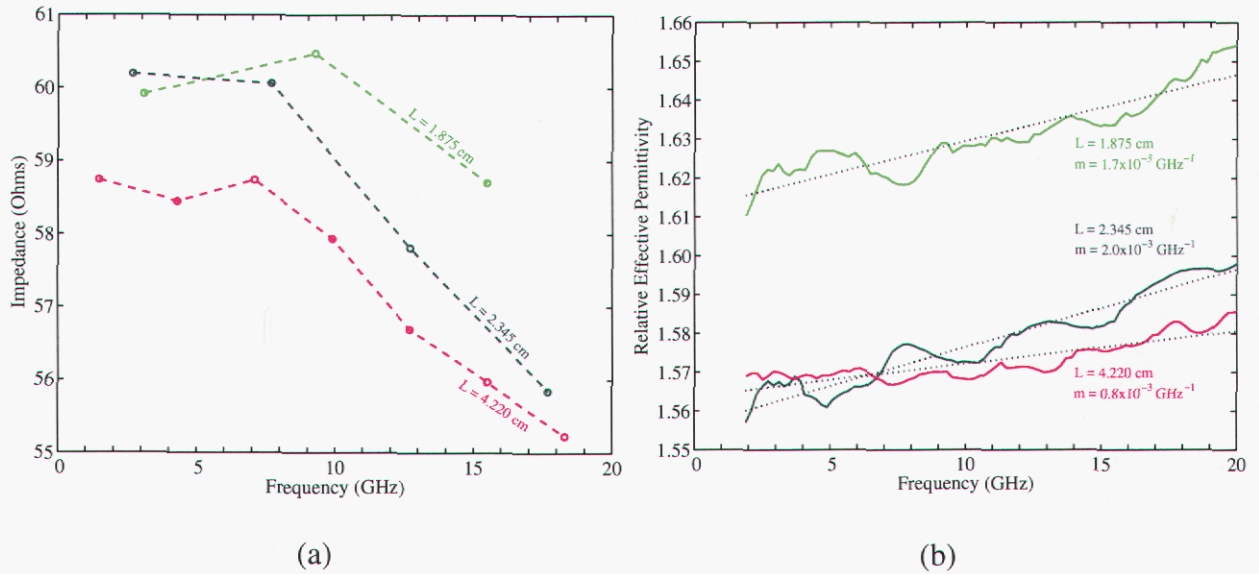 (a)
61
60
59
58
57
56
55
Impedance (Ohms)
L = 1.875 cm
L = 2.345 cm
L = 4.220 cm
0
5
10
15
20
Frequency (GHz)
(b)
1.66
1.65
1.64
1.63
1.62
1.61
1.60
1.59
1.58
1.57
1.56
1.55
Relative Effective Permittivity
L = 1.875 cm
m = 1.7x10⁻³ GHz⁻¹
L = 2.345 cm
m = 2.0x10⁻³ GHz⁻¹
L = 4.220 cm
m = 0.8x10⁻³ GHz⁻¹
0
5
10
15
20
Frequency (GHz)
(a)
(b)